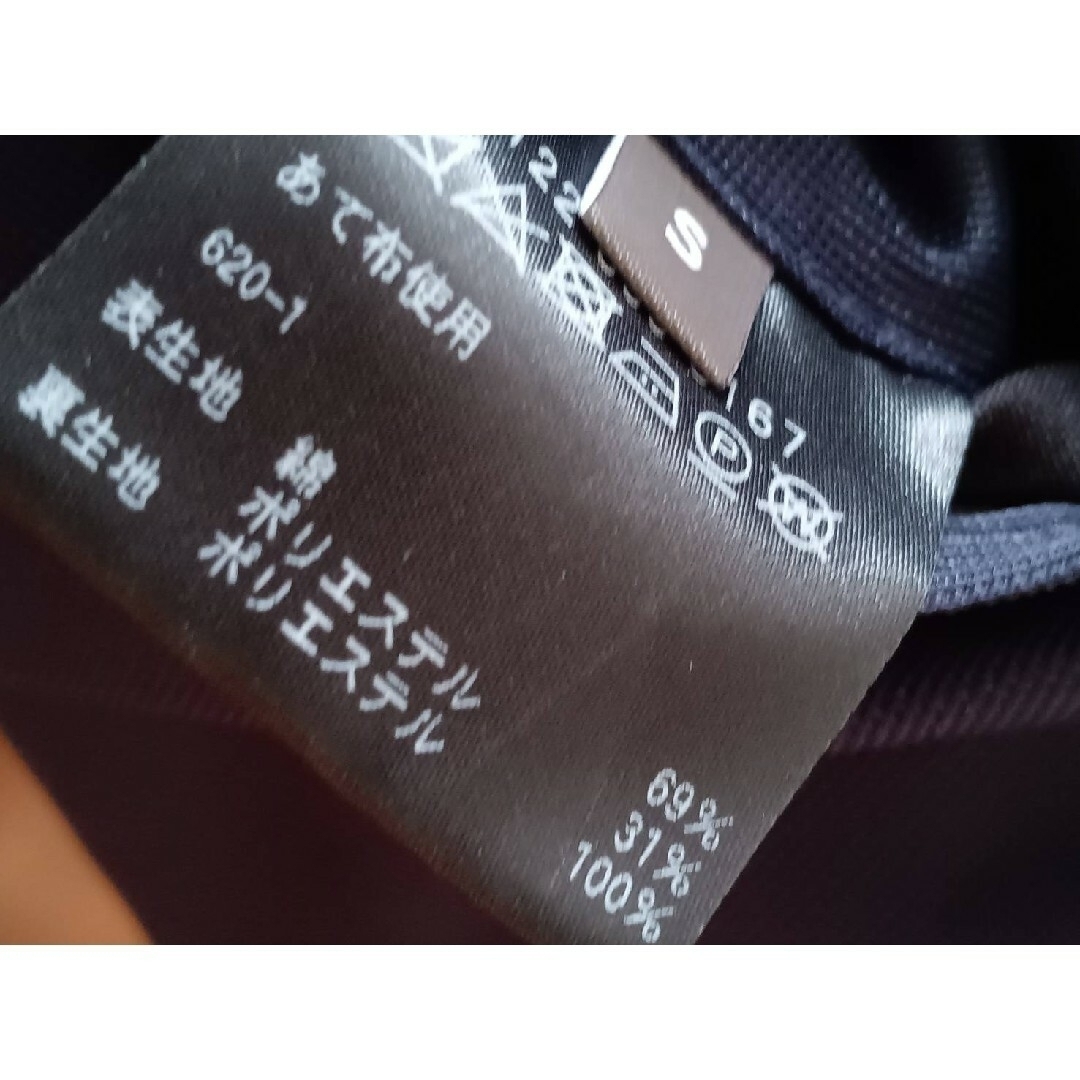 S
167
Ⓟ
あて布使用
620-1
表生地 綿 69%
ポリエステル 31%
裏生地 ポリエステル 100%